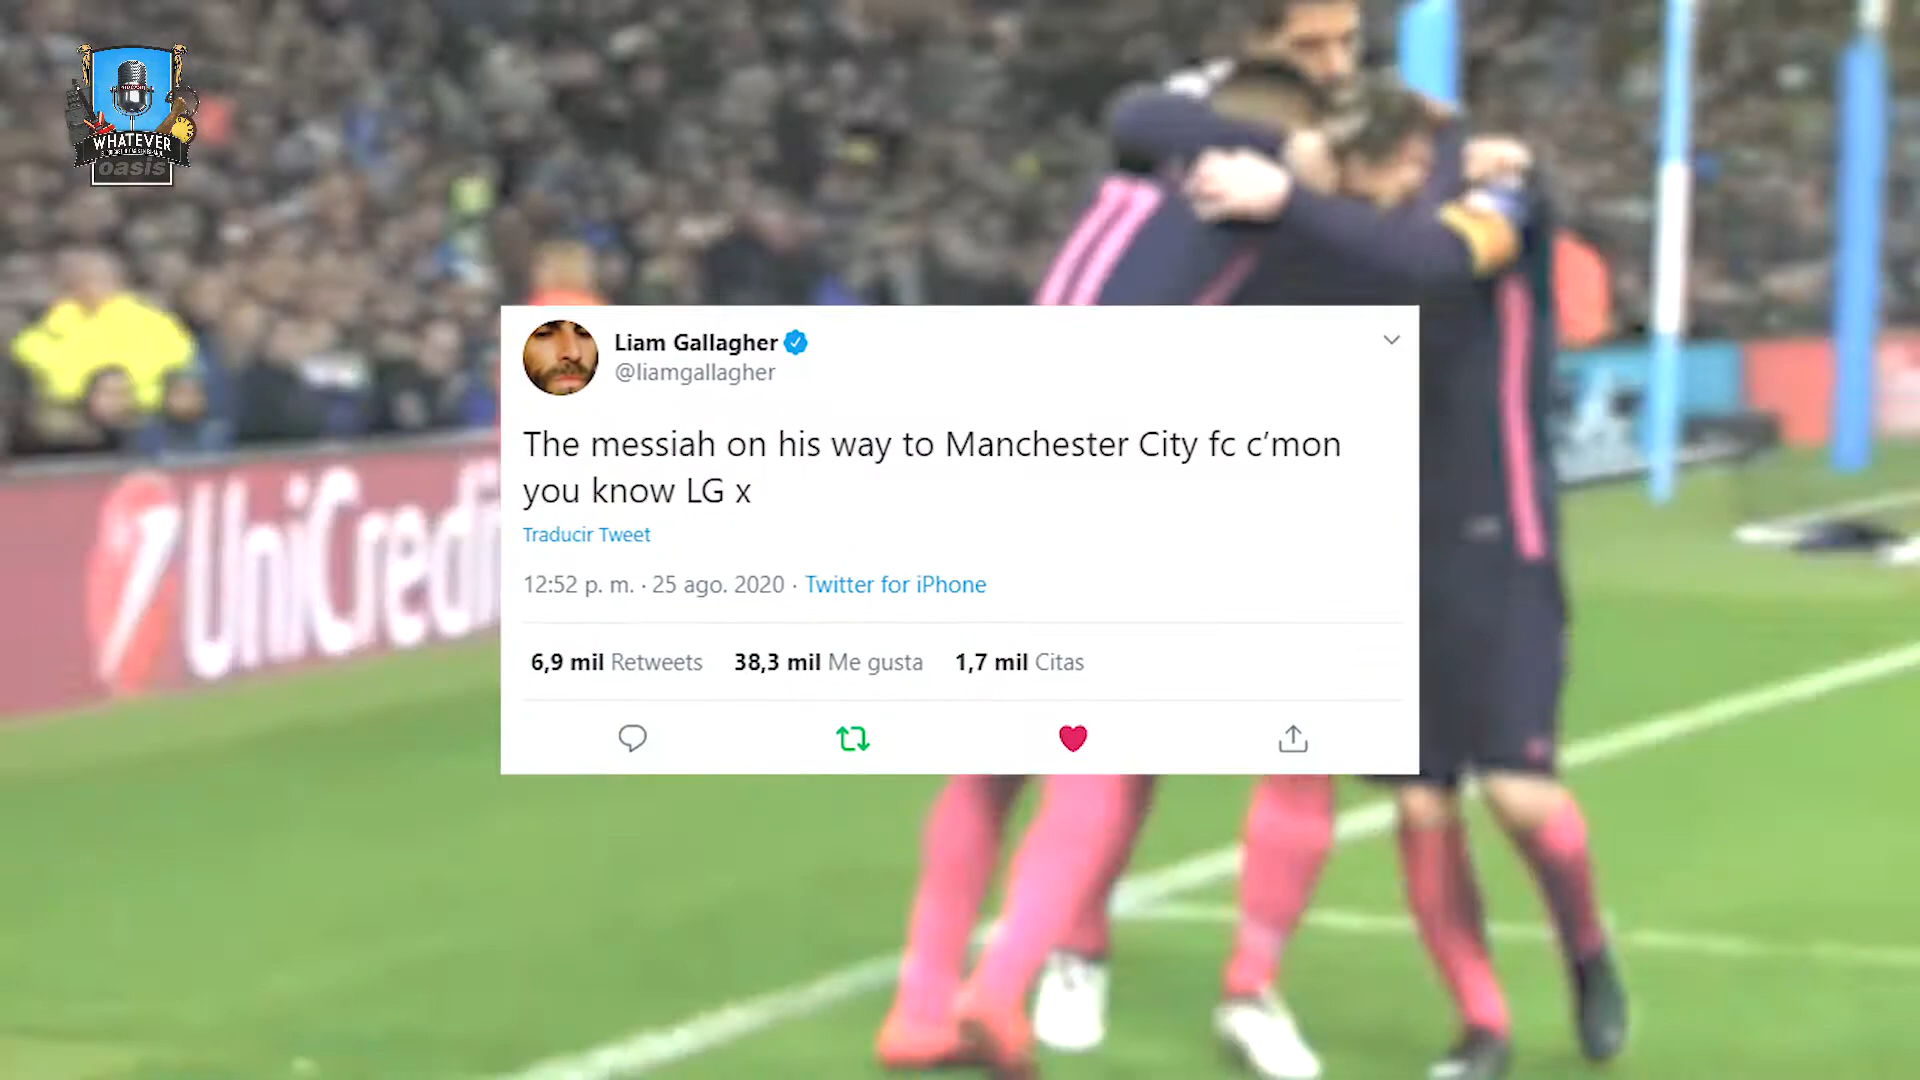 WHATEVER
oasis
Liam Gallagher
@liamgallagher
The messiah on his way to Manchester City fc c’mon
you know LG x
Traducir Tweet
12:52 p. m. · 25 ago. 2020 · Twitter for iPhone
6,9 mil Retweets 38,3 mil Me gusta 1,7 mil Citas
UniCredit